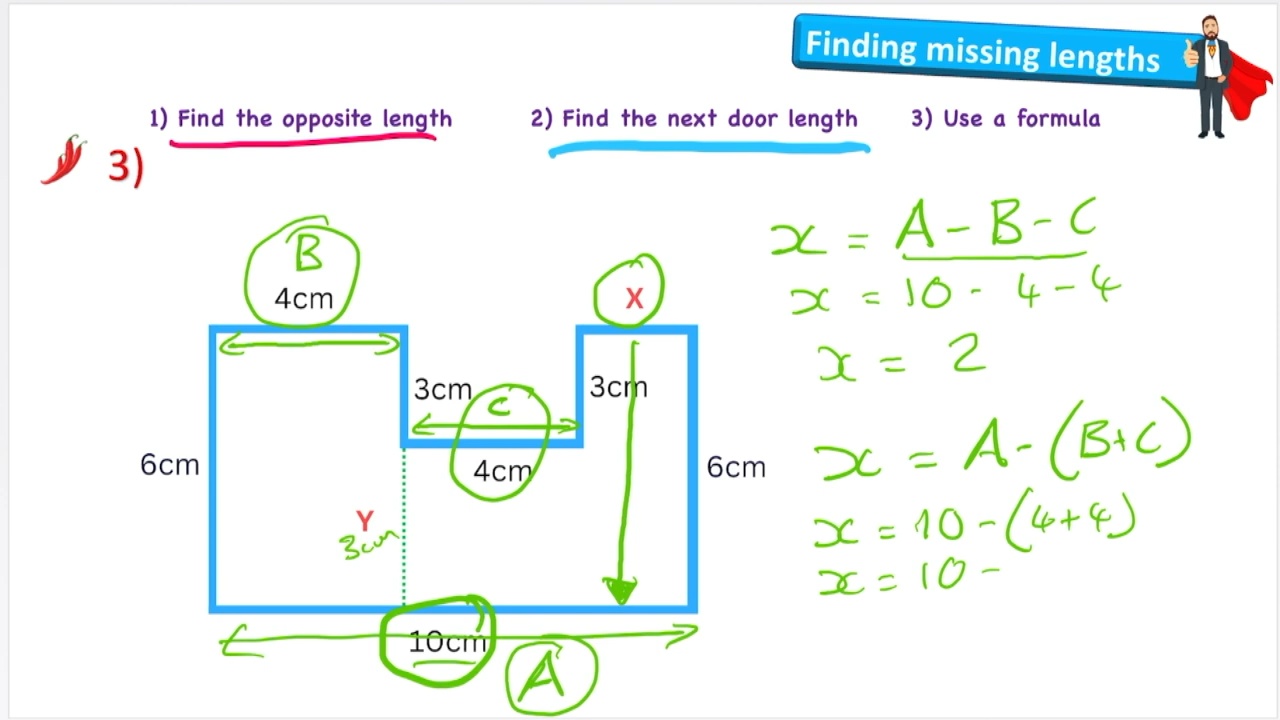 Finding missing lengths
1) Find the opposite length
2) Find the next door length
3) Use a formula
3)
B
4cm
X
3cm
C
4cm
3cm
6cm
6cm
Y
3cm
10cm
A
x = A - B - C
x = 10 - 4 - 4
x = 2
x = A - (B+C)
x = 10 - (4+4)
x = 10 -